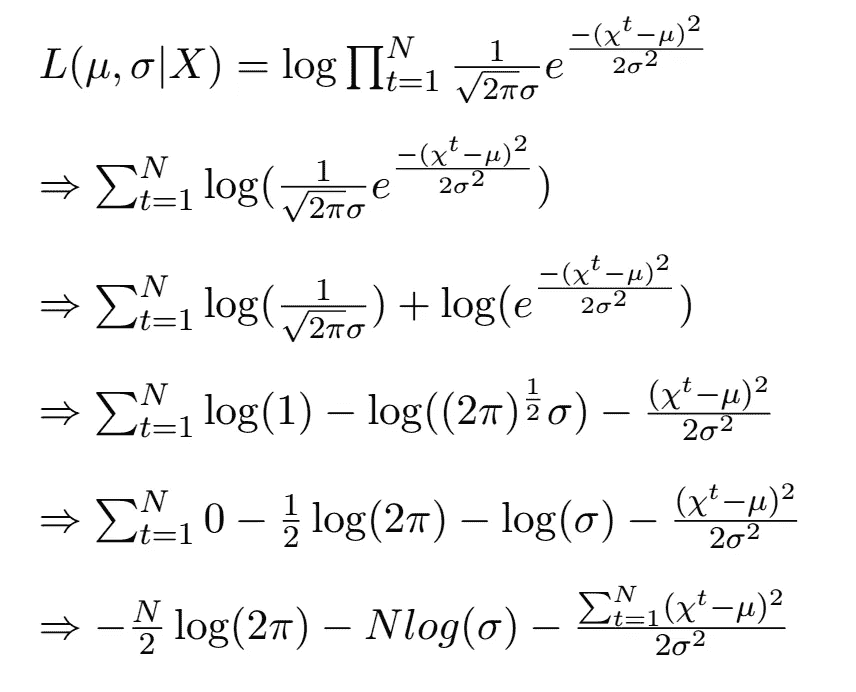 L(μ, σ|X) = log ∏_{t=1}^{N} \frac{1}{\sqrt{2π}σ} e^{\frac{-(χ^t−μ)^2}{2σ^2}}
⇒ ∑_{t=1}^{N} log(\frac{1}{\sqrt{2π}σ} e^{\frac{-(χ^t−μ)^2}{2σ^2}})
⇒ ∑_{t=1}^{N} log(\frac{1}{\sqrt{2π}σ}) + log(e^{\frac{-(χ^t−μ)^2}{2σ^2}})
⇒ ∑_{t=1}^{N} log(1) − log((2π)^{\frac{1}{2}}σ) − \frac{(χ^t−μ)^2}{2σ^2}
⇒ ∑_{t=1}^{N} 0 − \frac{1}{2} log(2π) − log(σ) − \frac{(χ^t−μ)^2}{2σ^2}
⇒ −\frac{N}{2} log(2π) − Nlog(σ) − \frac{∑_{t=1}^{N}(χ^t−μ)^2}{2σ^2}